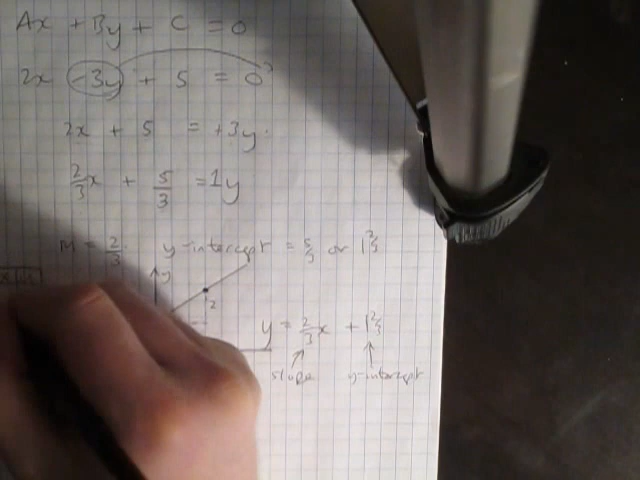 Ax + By + C = 0
2x -3y + 5 = 0
2x + 5 = +3y
2/3x + 5/3 = 1y
M = 2/3 y-intercept = 5/3 or 1 2/3
y
2
y = 2/3x + 1 2/3
slope y-intercept